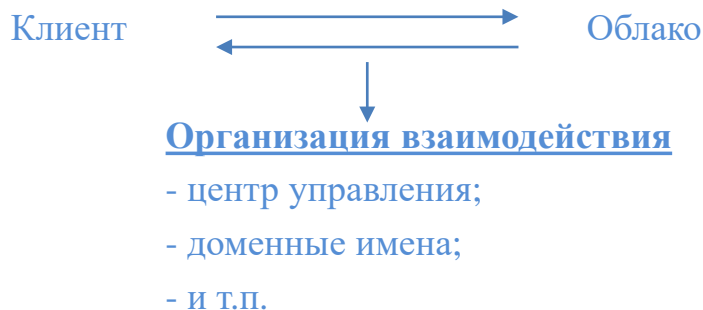 Клиент Облако
Организация взаимодействия
- центр управления;
- доменные имена;
- и т.п.